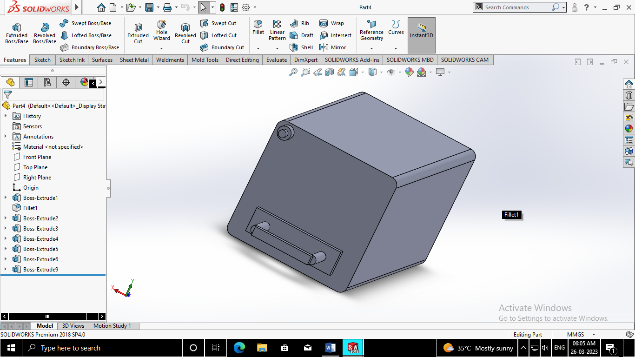 SOLIDWORKS
Part4
Search Commands
Extruded Boss/Base
Revolved Boss/Base
Swept Boss/Base
Lofted Boss/Base
Boundary Boss/Base
Extruded Cut
Hole Wizard
Revolved Cut
Swept Cut
Lofted Cut
Boundary Cut
Fillet
Linear Pattern
Rib
Draft
Shell
Wrap
Intersect
Mirror
Reference Geometry
Curves
Instant3D
Features Sketch Sketch Ink Surfaces Sheet Metal Weldments Mold Tools Direct Editing Evaluate DimXpert SOLIDWORKS Add-Ins SOLIDWORKS MBD SOLIDWORKS CAM
Part4 (Default<<Default>_Display Sta
History
Sensors
Annotations
Material <not specified>
Front Plane
Top Plane
Right Plane
Origin
Boss-Extrude1
Fillet1
Boss-Extrude2
Boss-Extrude3
Boss-Extrude4
Boss-Extrude5
Boss-Extrude8
Boss-Extrude9
Fillet1
Activate Windows
Go to Settings to activate Windows.
Model 3D Views Motion Study 1
SOLIDWORKS Premium 2018 SP4.0
Editing Part MMGS
Type here to search
35°C Mostly sunny
ENG
06:05 AM
26-03-2023